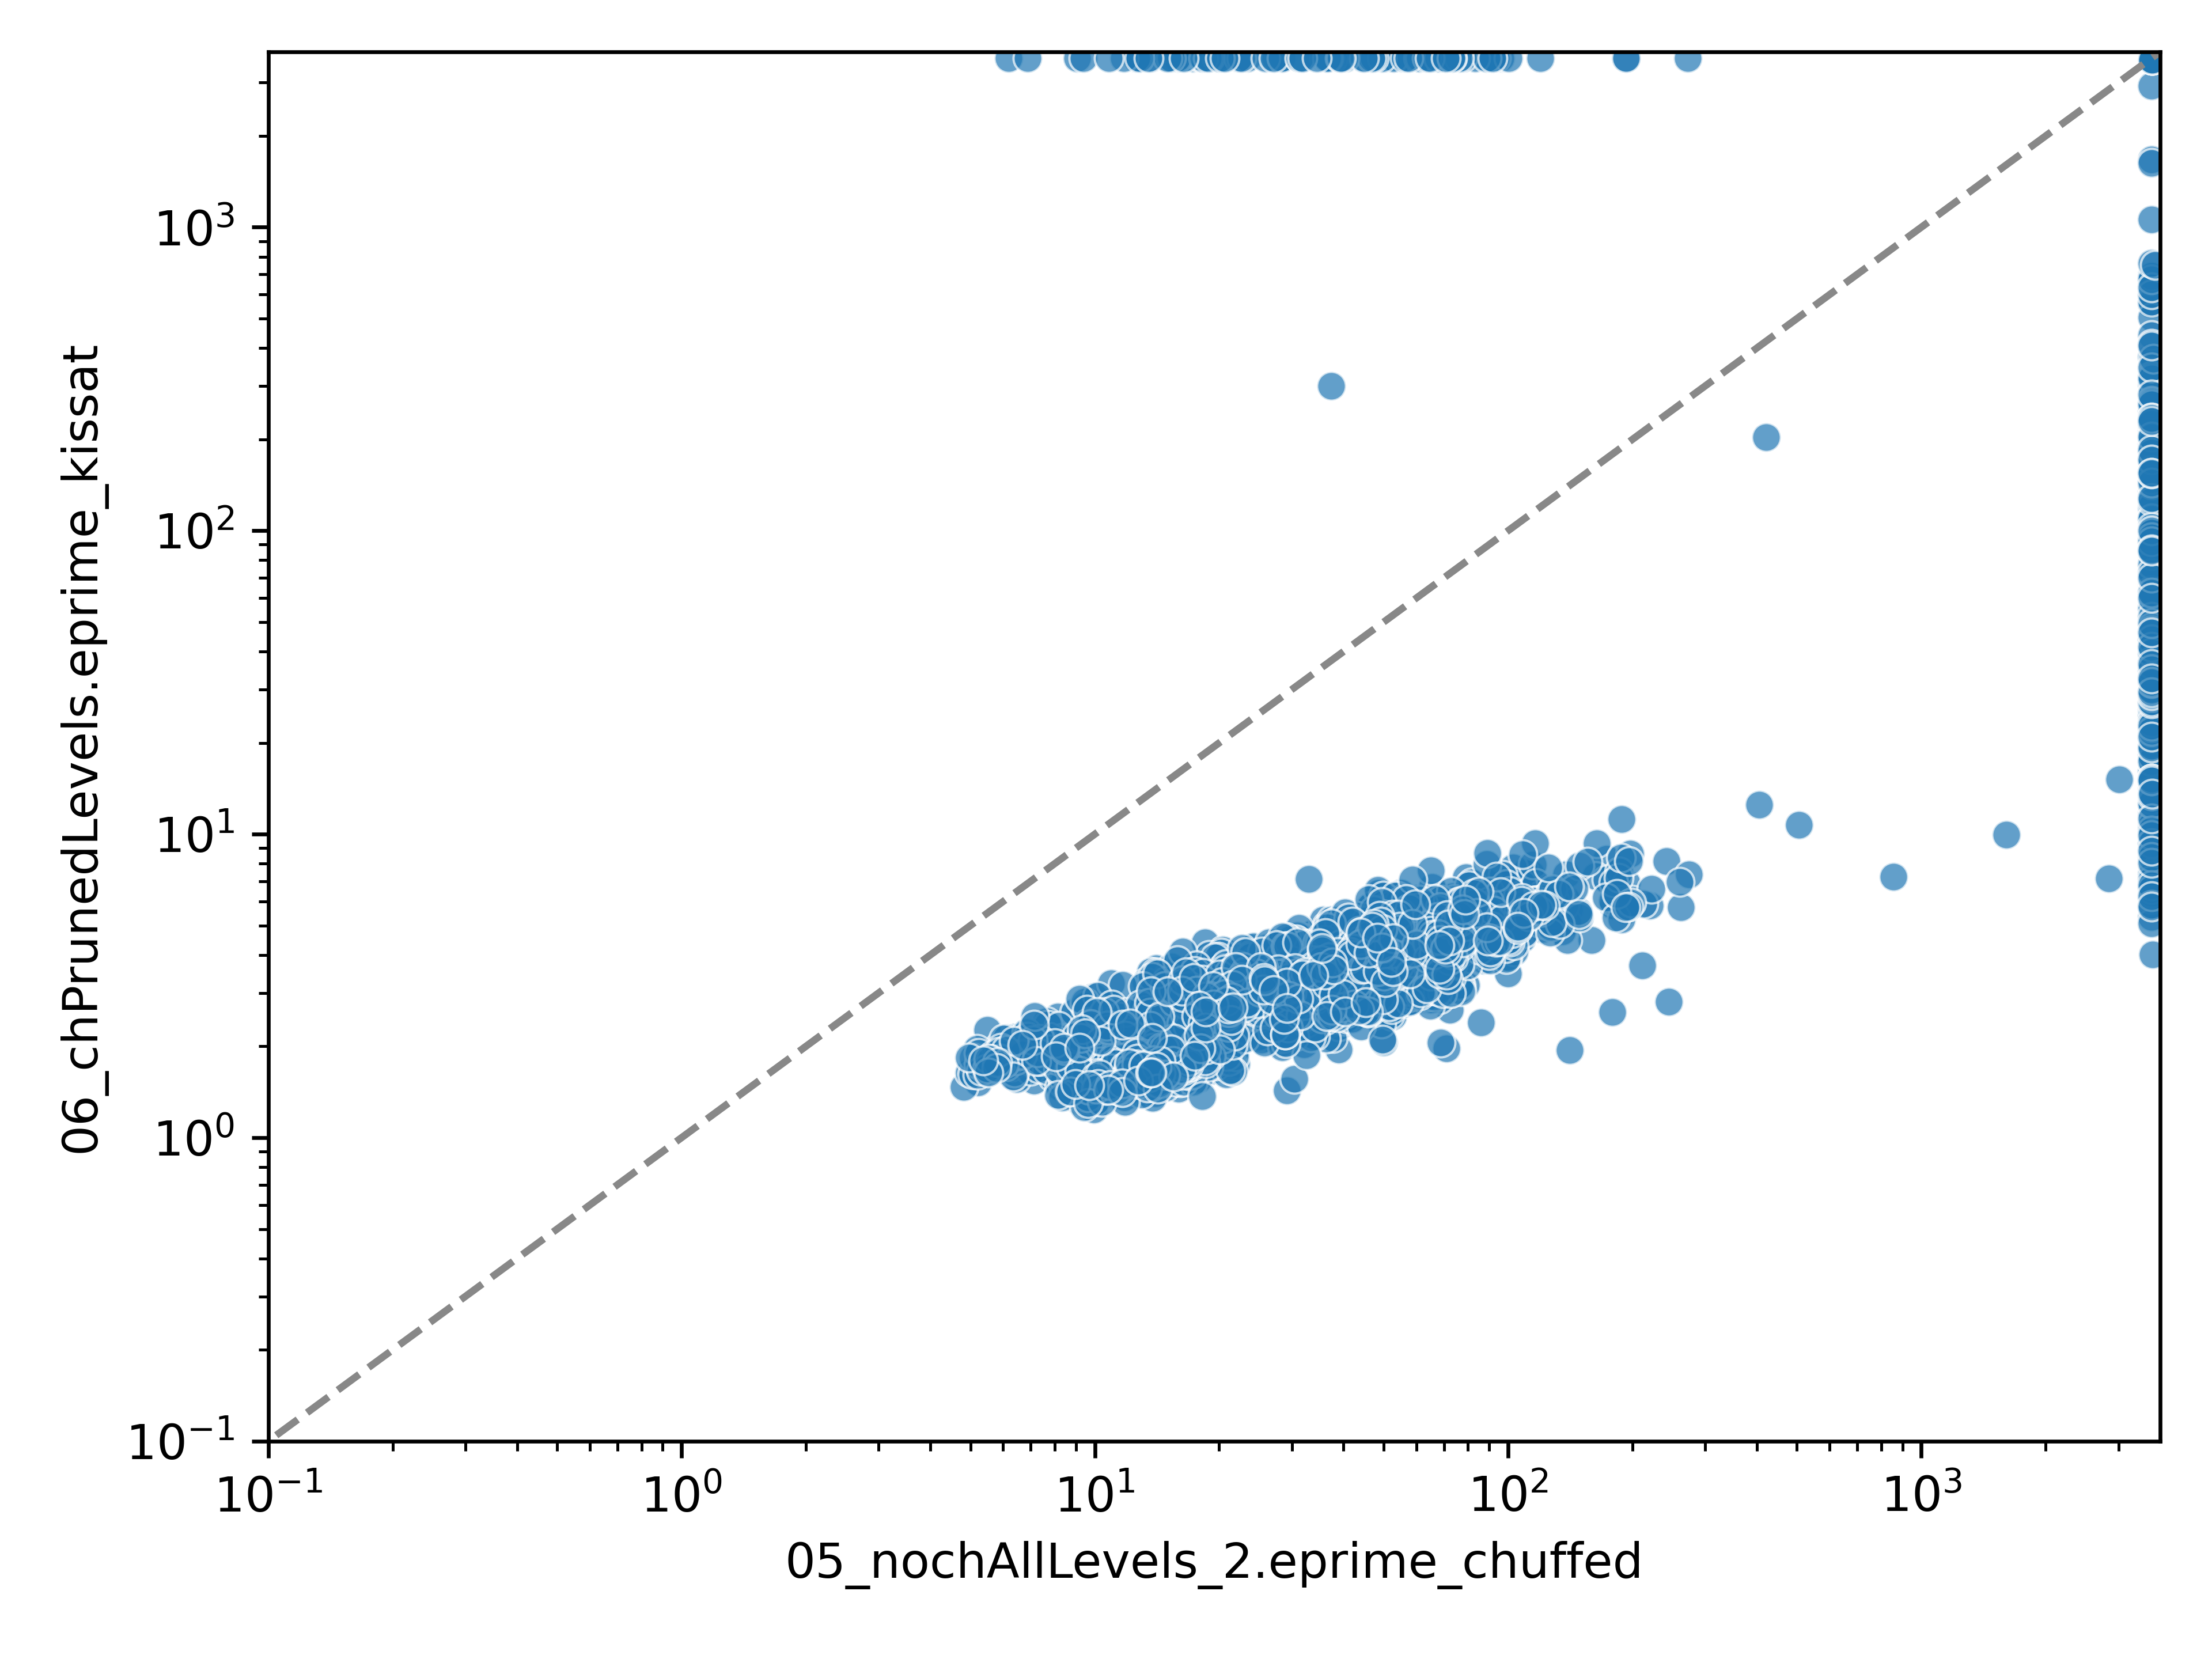 10³
10²
10¹
10⁰
10⁻¹
06_chPrunedLevels.eprime_kissat
10⁻¹ 10⁰ 10¹ 10² 10³
05_nochAllLevels_2.eprime_chuffed